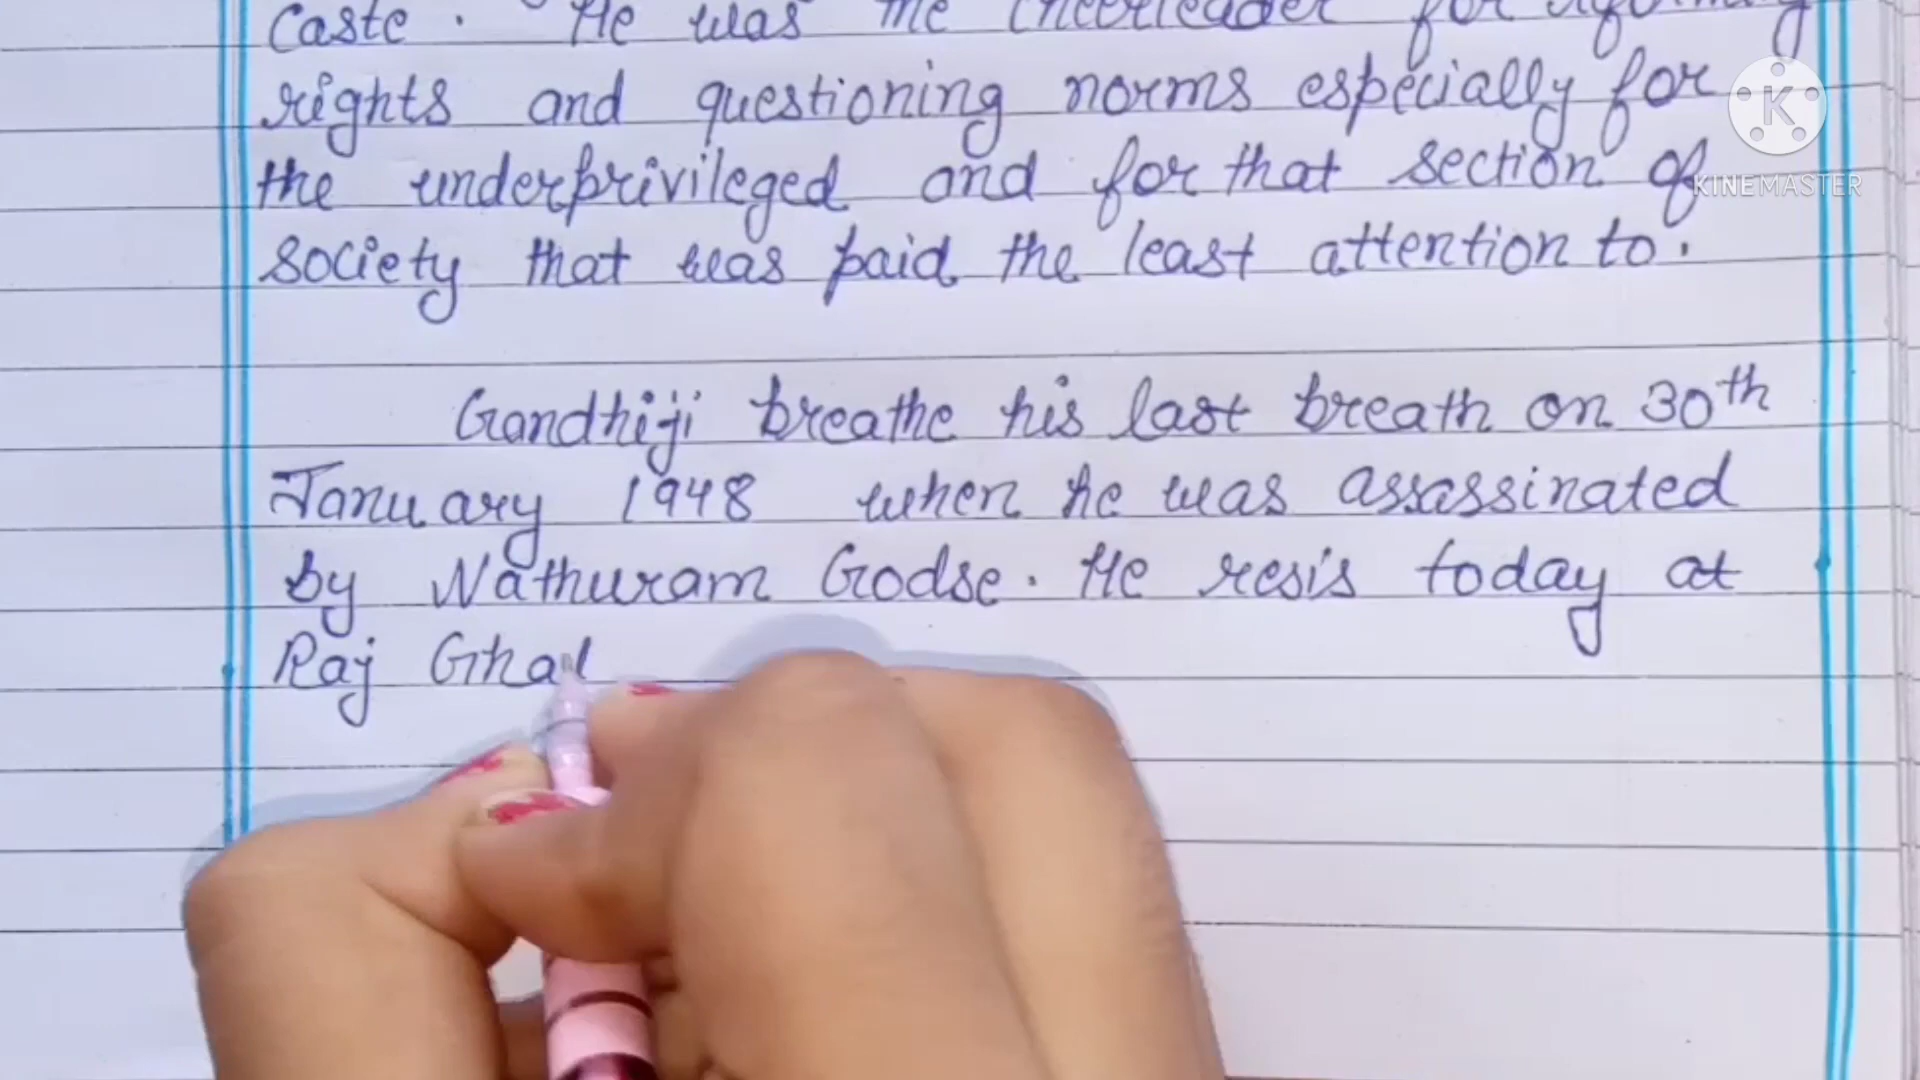 Caste. He was the cheerleader for
rights and questioning norms especially for
the underprivileged and for that section of
society that was paid the least attention to.
Gandhiji breathe his last breath on 30th
January 1948 when he was assassinated
by Nathuram Godse. He resis today at
Raj Ghat
K
KINEMASTER